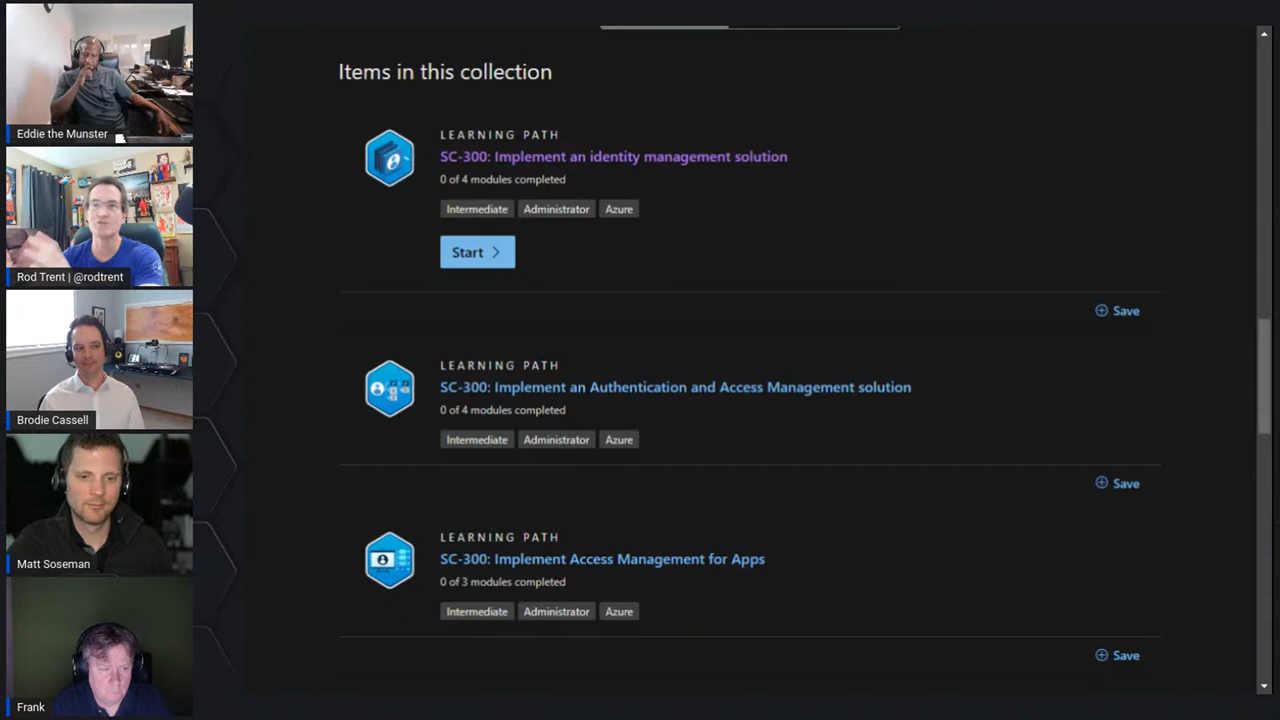 Eddie the Munster
Rod Trent | @rodtrent
Brodie Cassell
Matt Soseman
Frank
Items in this collection
LEARNING PATH
SC-300: Implement an identity management solution
0 of 4 modules completed
Intermediate Administrator Azure
Start
Save
LEARNING PATH
SC-300: Implement an Authentication and Access Management solution
0 of 4 modules completed
Intermediate Administrator Azure
Save
LEARNING PATH
SC-300: Implement Access Management for Apps
0 of 3 modules completed
Intermediate Administrator Azure
Save